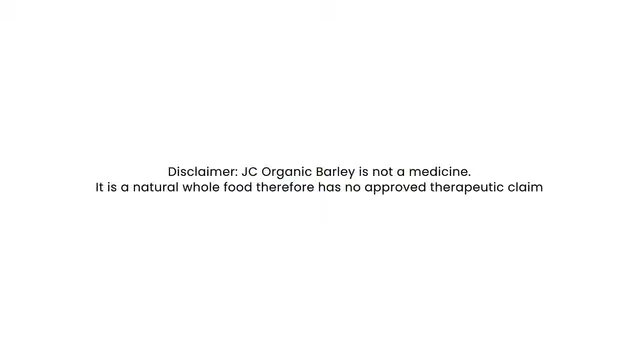 Disclaimer: JC Organic Barley is not a medicine.
It is a natural whole food therefore has no approved therapeutic claim